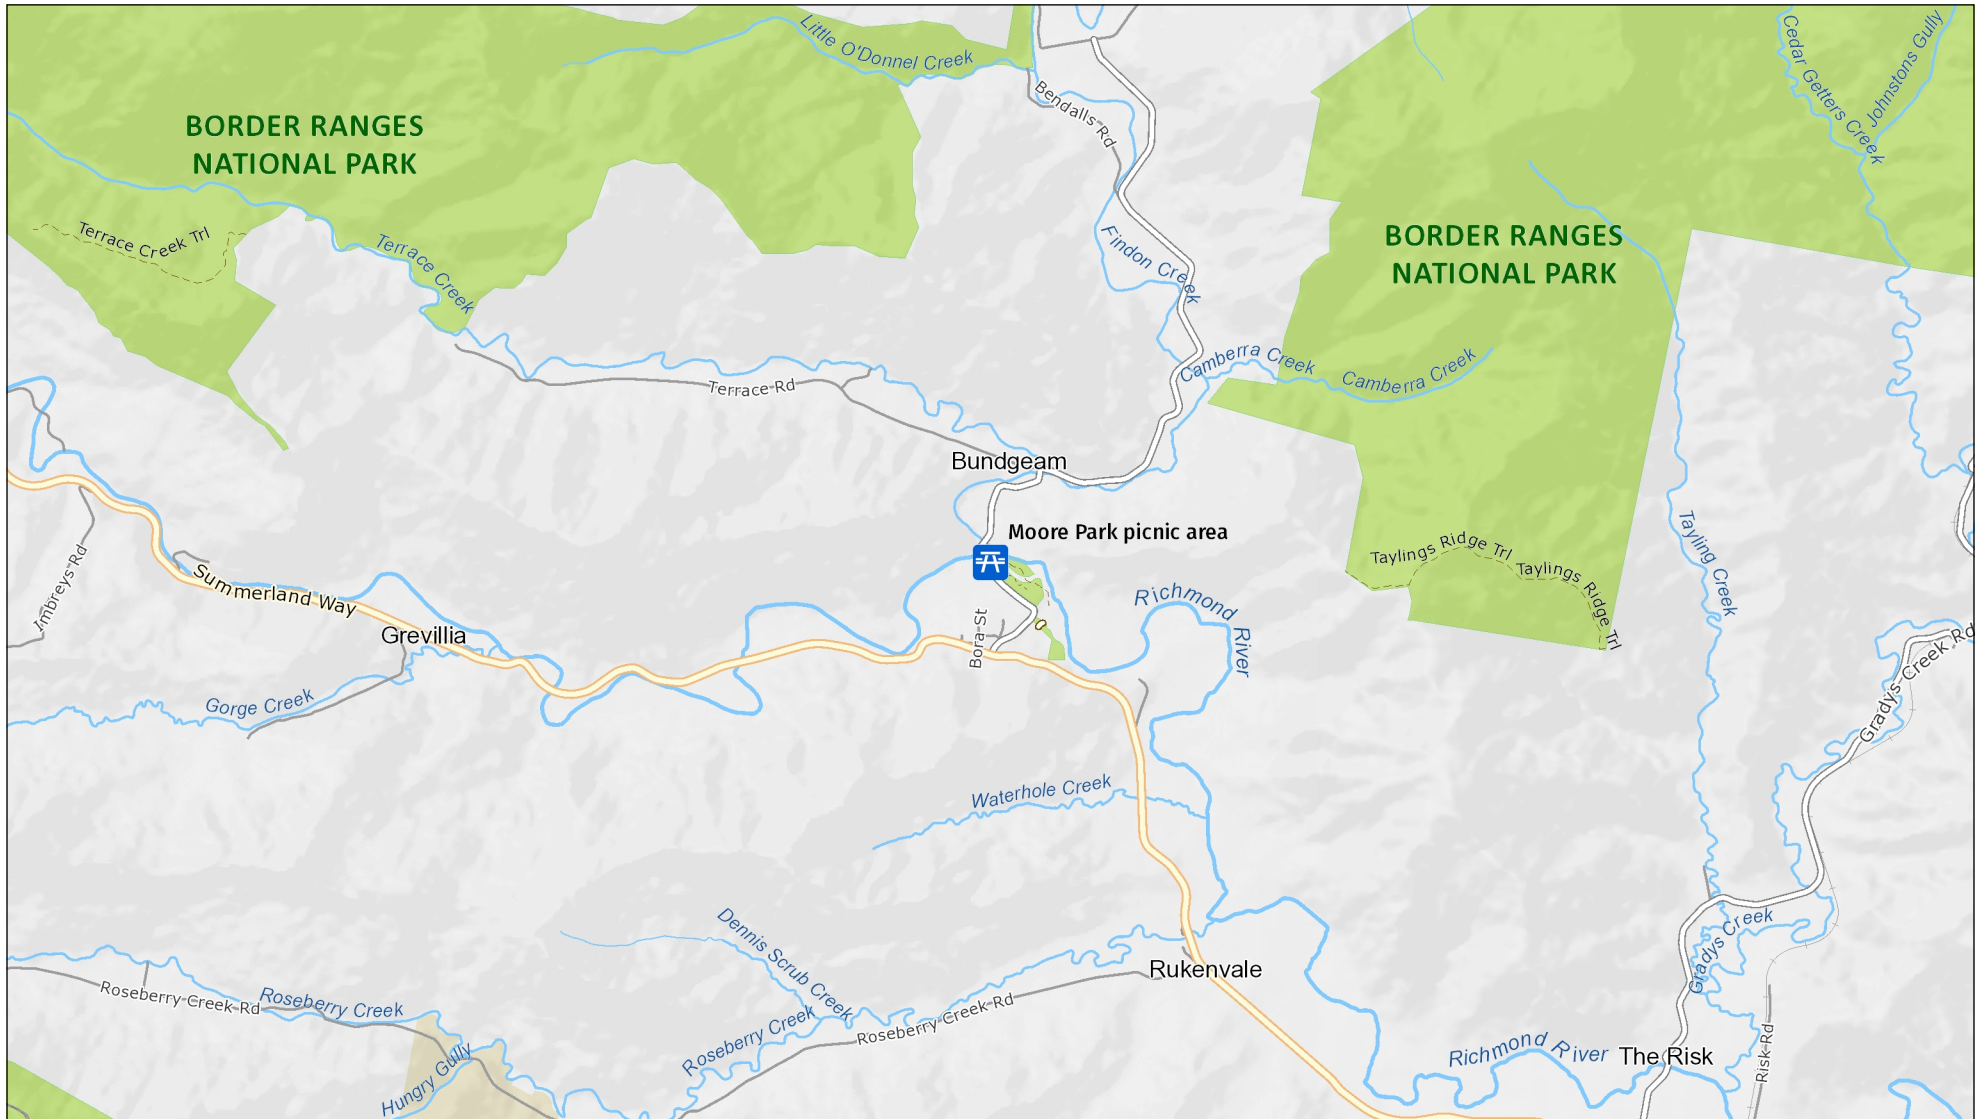 Little O'Donnel Creek
Cedar Getters Creek
Johnstons Gully
Bendalls Rd
BORDER RANGES
NATIONAL PARK
Terrace Creek Trl
Terrace Creek
Findon Creek
BORDER RANGES
NATIONAL PARK
Camberra Creek
Camberra Creek
Terrace Rd
Bundgeam
Moore Park picnic area
Taylings Ridge Trl
Taylings Ridge Trl
Tayling Creek
Imbreys Rd
Summerland Way
Grevillia
Bora St
Richmond River
Gorge Creek
Gradys Creek Rd
Waterhole Creek
Dennis Scrub Creek
Gradys Creek
Rukenvale
Roseberry Creek Rd
Roseberry Creek
Roseberry Creek
Roseberry Creek Rd
Hungry Gully
Richmond River
The Risk
Risk Rd